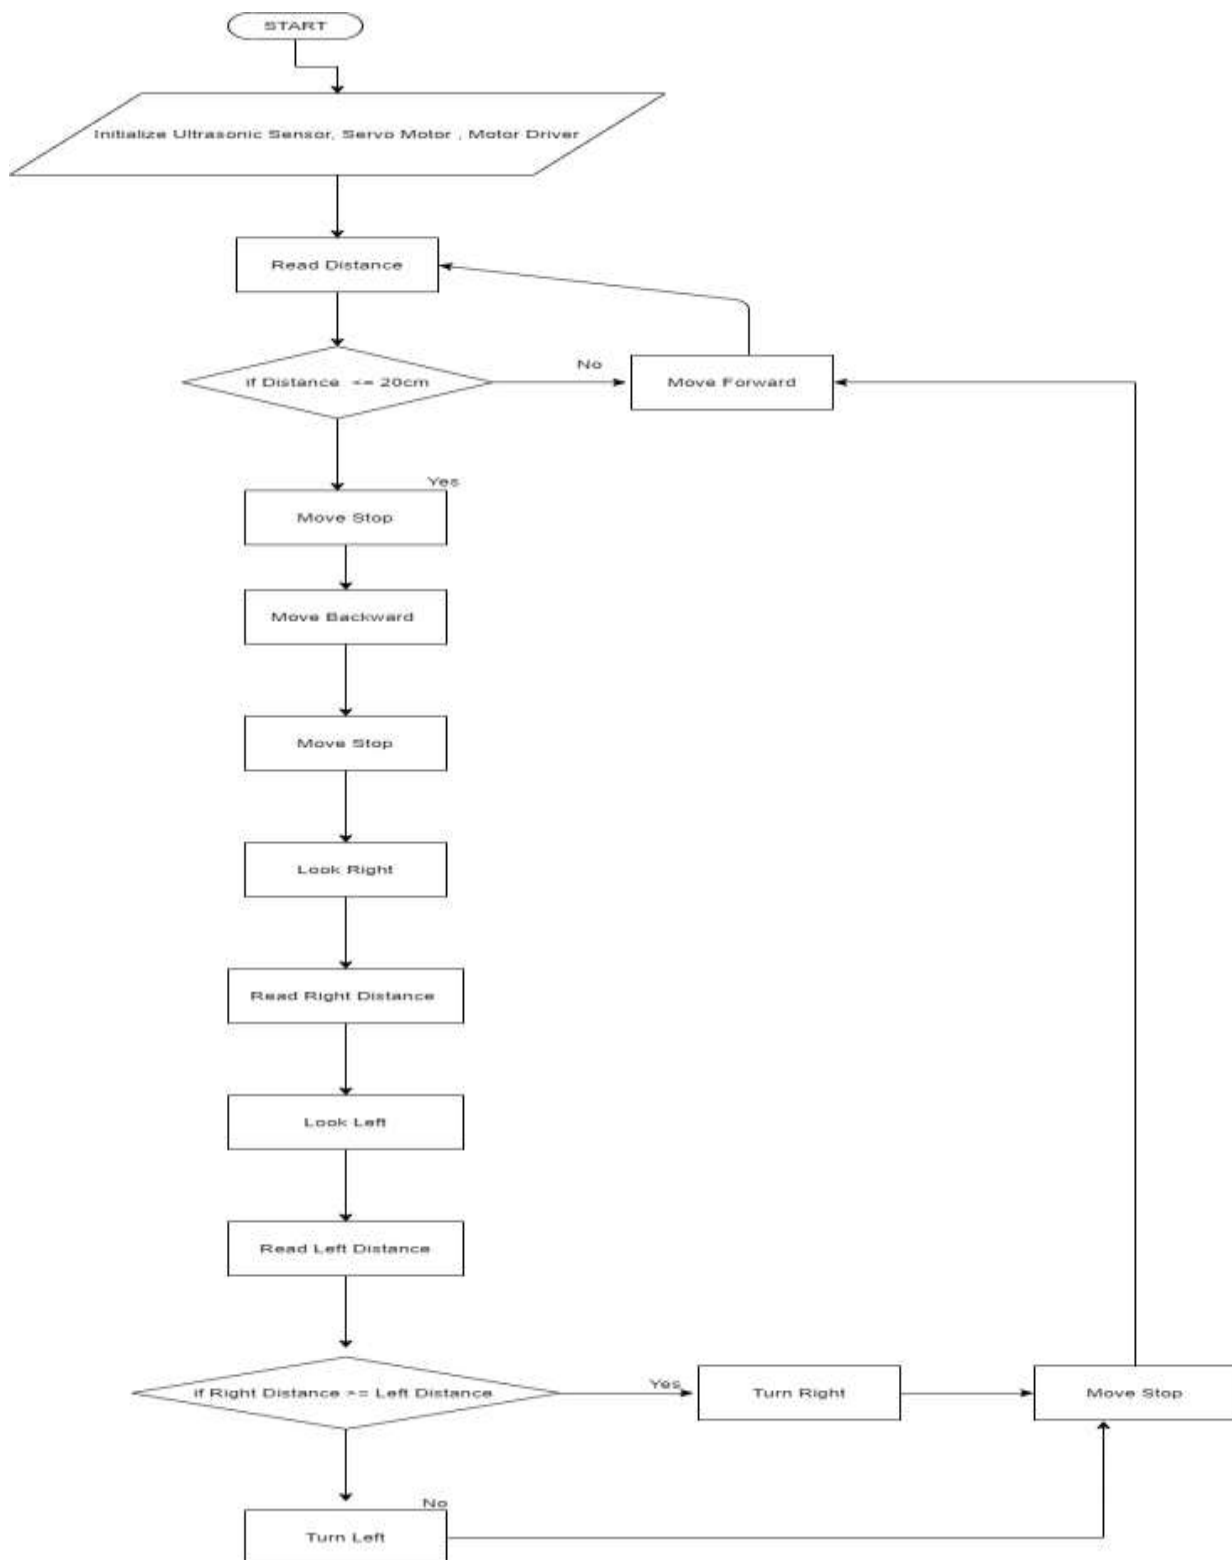 START
Initialize Ultrasonic Sensor, Servo Motor , Motor Driver
Read Distance
if Distance <= 20cm
No
Move Forward
Yes
Move Stop
Move Backward
Move Stop
Look Right
Read Right Distance
Look Left
Read Left Distance
if Right Distance >= Left Distance
Yes
Turn Right
Move Stop
No
Turn Left